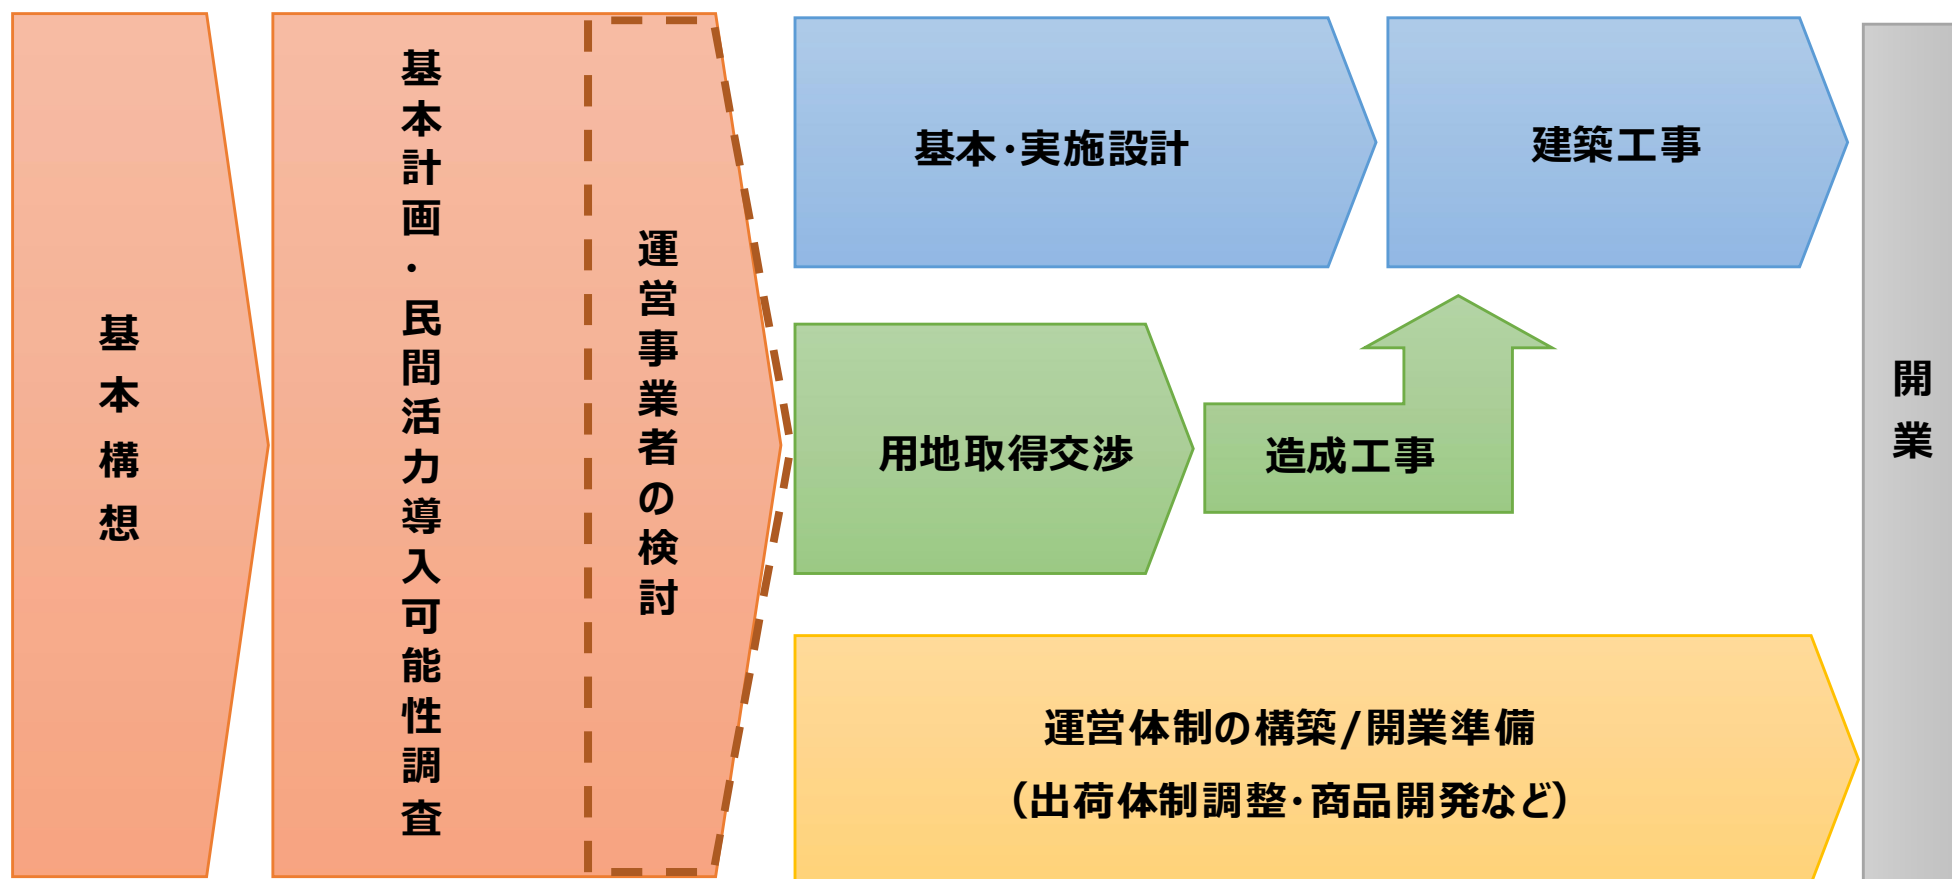 基本構想
基本計画・民間活力導入可能性調査
運営事業者の検討
基本・実施設計
建築工事
用地取得交渉
造成工事
運営体制の構築/開業準備
（出荷体制調整・商品開発など）
開業